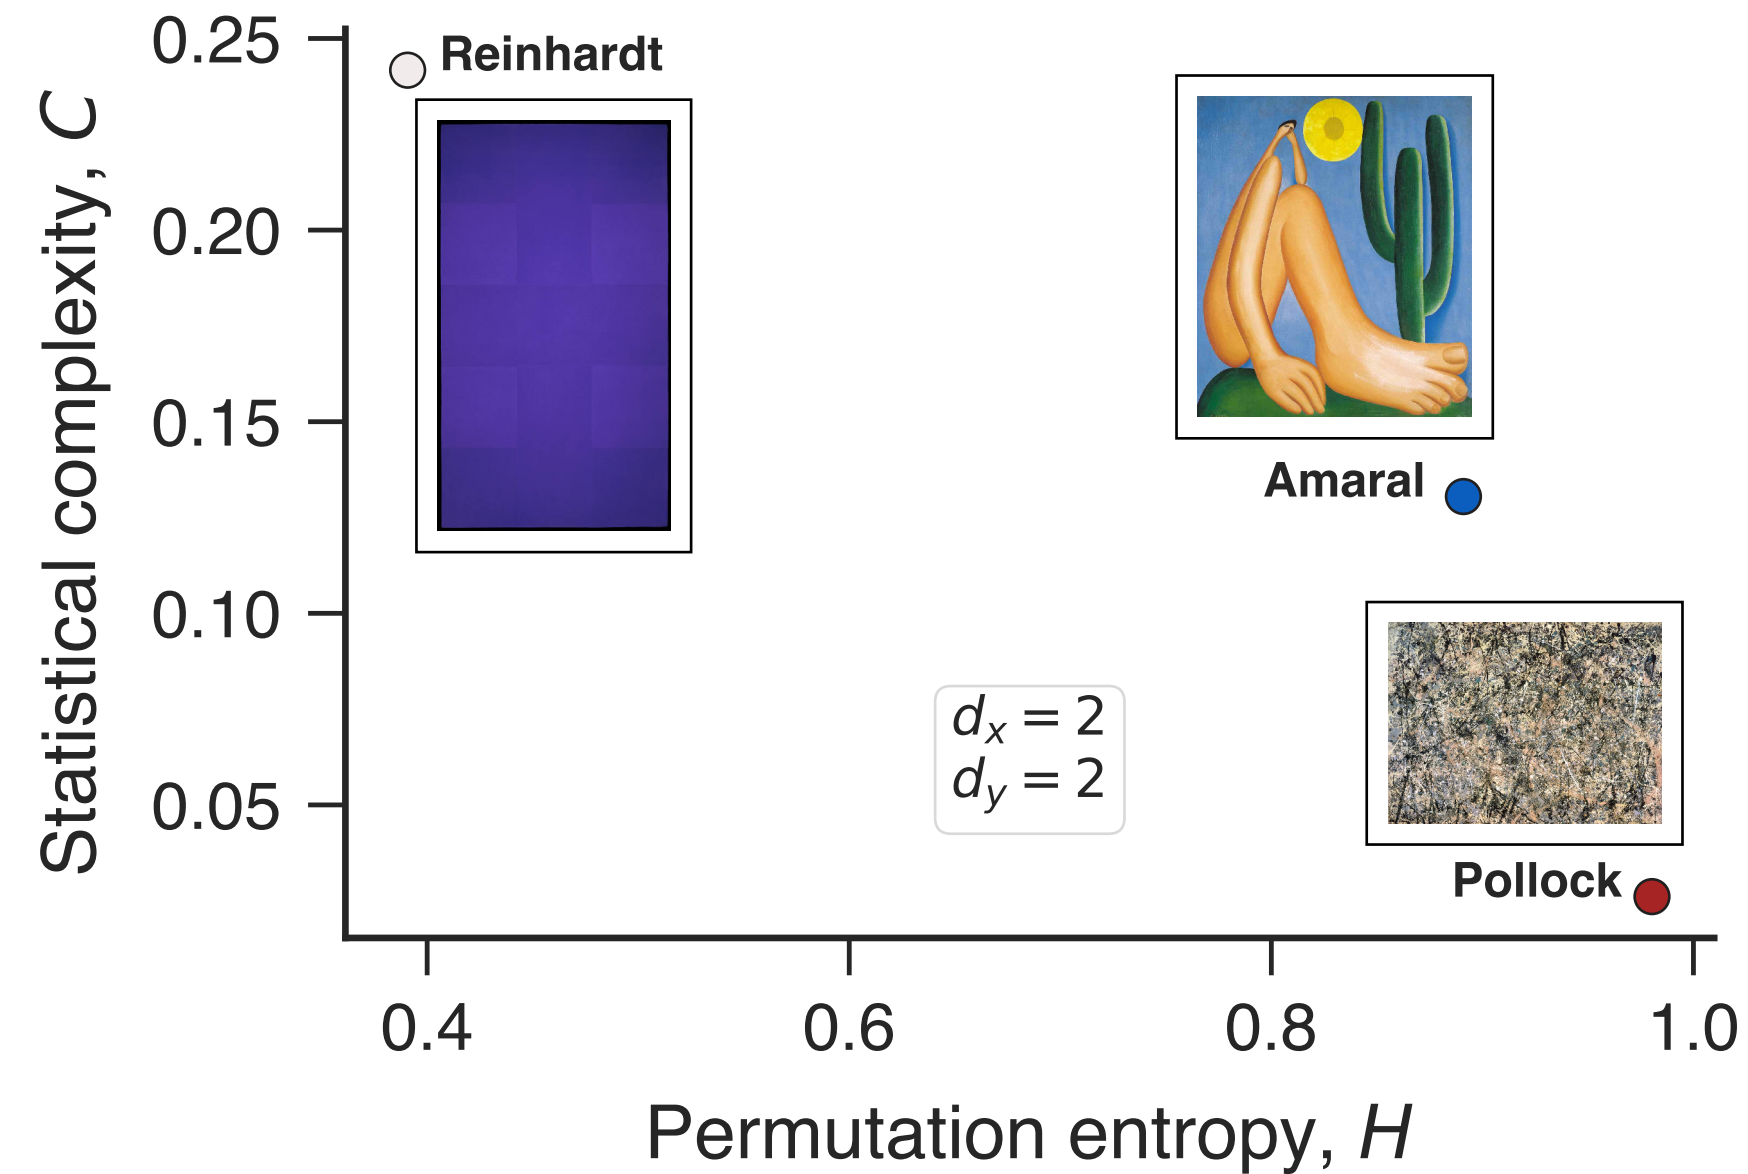 0.25
0.20
0.15
0.10
0.05
Statistical complexity, C
Reinhardt
Amaral
dₓ = 2
d_y = 2
Pollock
0.4
0.6
0.8
1.0
Permutation entropy, H